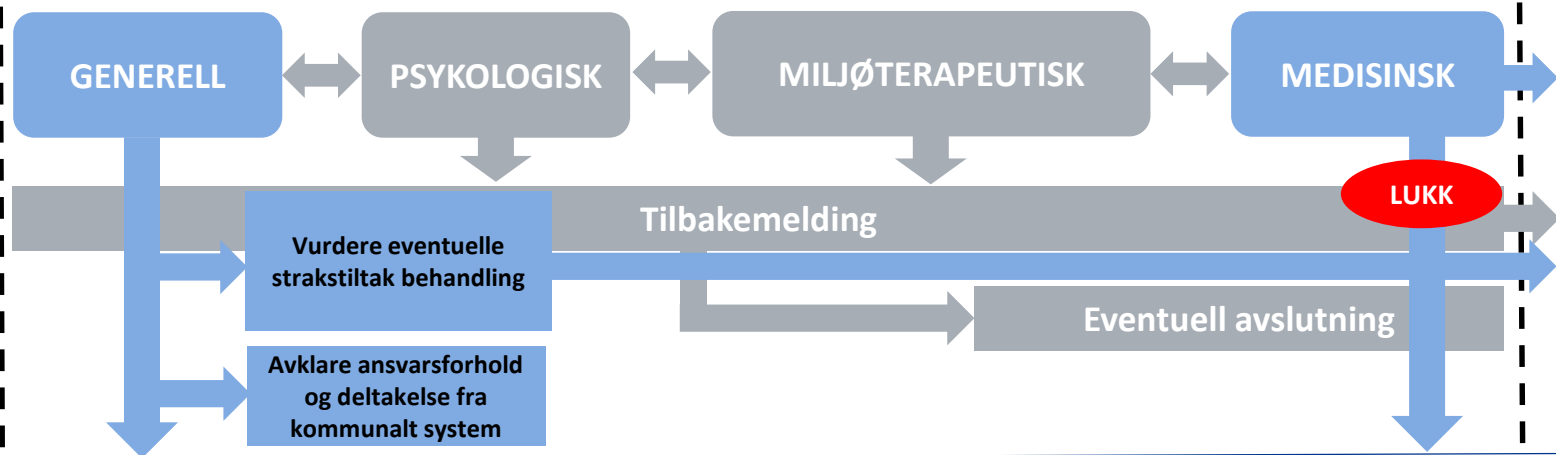 GENERELL
PSYKOLOGISK
MILJØTERAPEUTISK
MEDISINSK
LUKK
Tilbakemelding
Vurdere eventuelle
strakstiltak behandling
Eventuell avslutning
Avklare ansvarsforhold
og deltakelse fra
kommunalt system